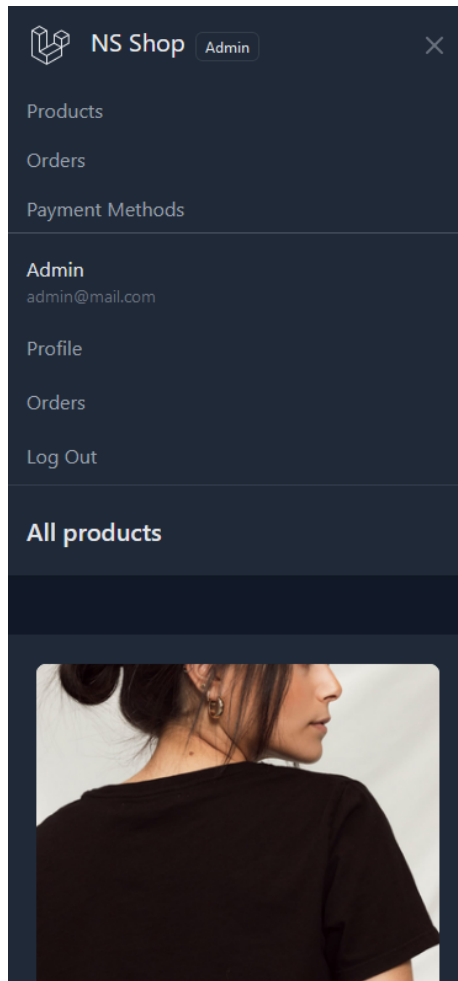 NS Shop Admin
Products
Orders
Payment Methods
Admin
admin@mail.com
Profile
Orders
Log Out
All products